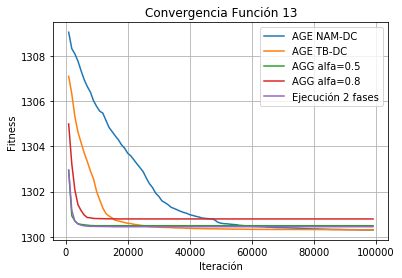 Convergencia Función 13
AGE NAM-DC
AGE TB-DC
AGG alfa=0.5
AGG alfa=0.8
Ejecución 2 fases
Fitness
1308
1306
1304
1302
1300
0 20000 40000 60000 80000 100000
Iteración